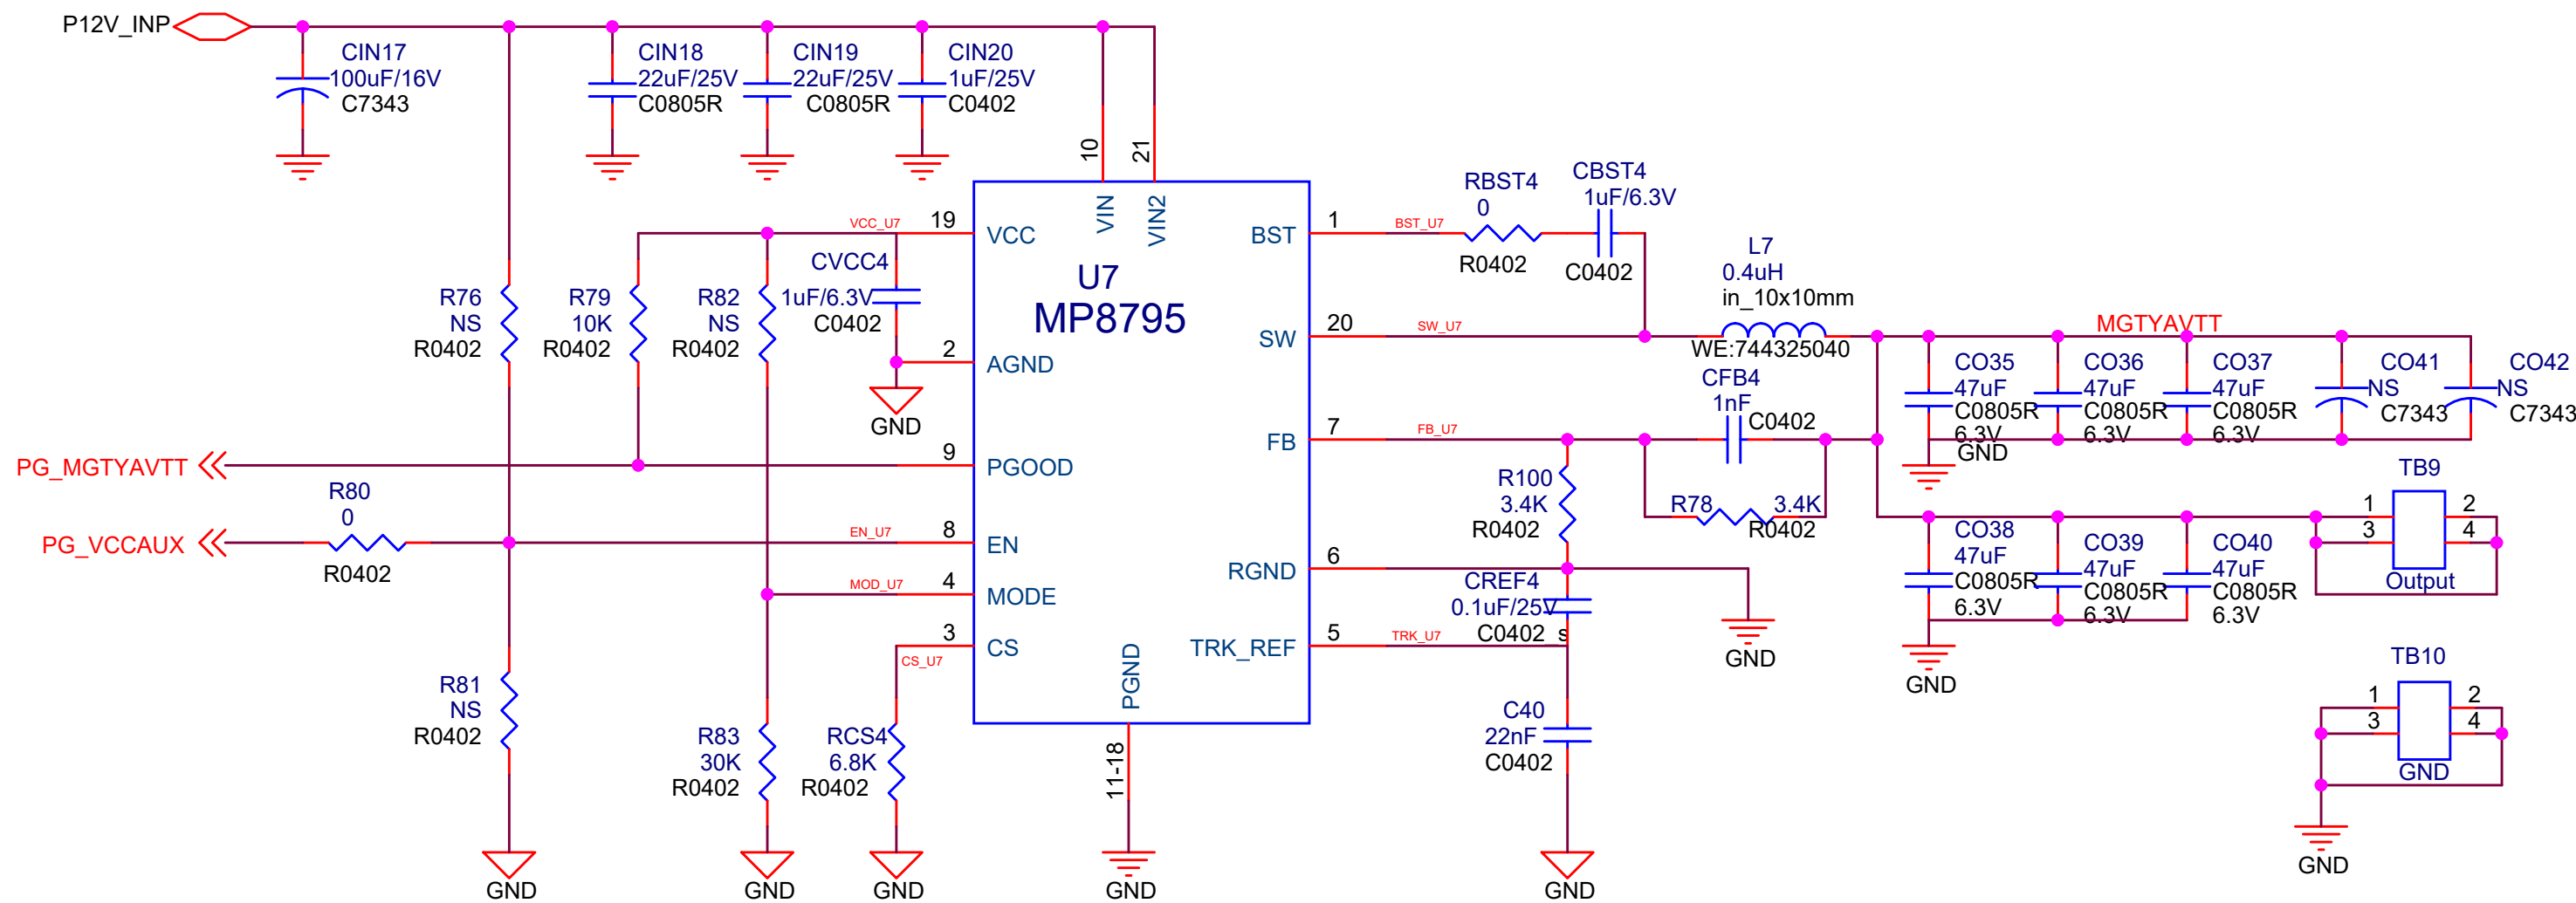 P12V_INP
CIN17
100uF/16V
C7343
CIN18
22uF/25V
C0805R
CIN19
22uF/25V
C0805R
CIN20
1uF/25V
C0402
10
21
VIN
VIN2
U7
MP8795
VCC_U7
19
VCC
CVCC4
1uF/6.3V
C0402
R76
NS
R0402
R79
10K
R0402
R82
NS
R0402
2
AGND
GND
PG_MGTYAVTT
9
PGOOD
PG_VCCAUX
R80
0
R0402
EN_U7
8
EN
MOD_U7
4
MODE
3
CS
CS_U7
R81
NS
R0402
R83
30K
R0402
RCS4
6.8K
R0402
GND
GND
GND
PGND
11-18
GND
BST
1
BST_U7
RBST4
0
R0402
CBST4
1uF/6.3V
C0402
SW
20
SW_U7
L7
0.4uH
in_10x10mm
WE:744325040
FB
7
FB_U7
CFB4
1nF
C0402
R100
3.4K
R0402
R78
3.4K
R0402
RGND
6
CREF4
0.1uF/25V
C0402_s
GND
TRK_REF
5
TRK_U7
C40
22nF
C0402
GND
MGTYAVTT
CO35
47uF
C0805R
6.3V
GND
CO36
47uF
C0805R
6.3V
CO37
47uF
C0805R
6.3V
CO41
NS
C7343
CO42
NS
C7343
CO38
47uF
C0805R
6.3V
GND
CO39
47uF
C0805R
6.3V
CO40
47uF
C0805R
6.3V
TB9
1
2
3
4
Output
TB10
1
2
3
4
GND
GND